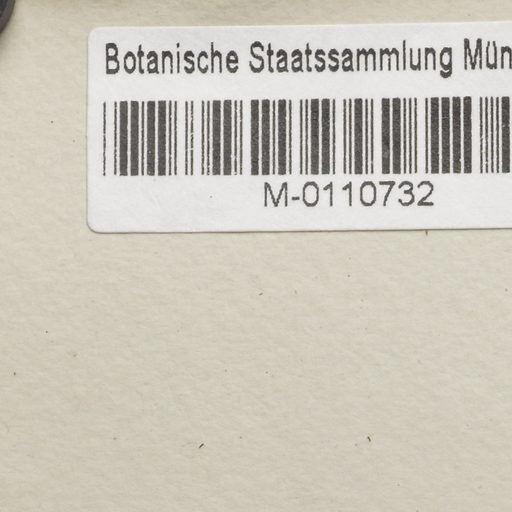 Botanische Staatssammlung Mün
M-0110732